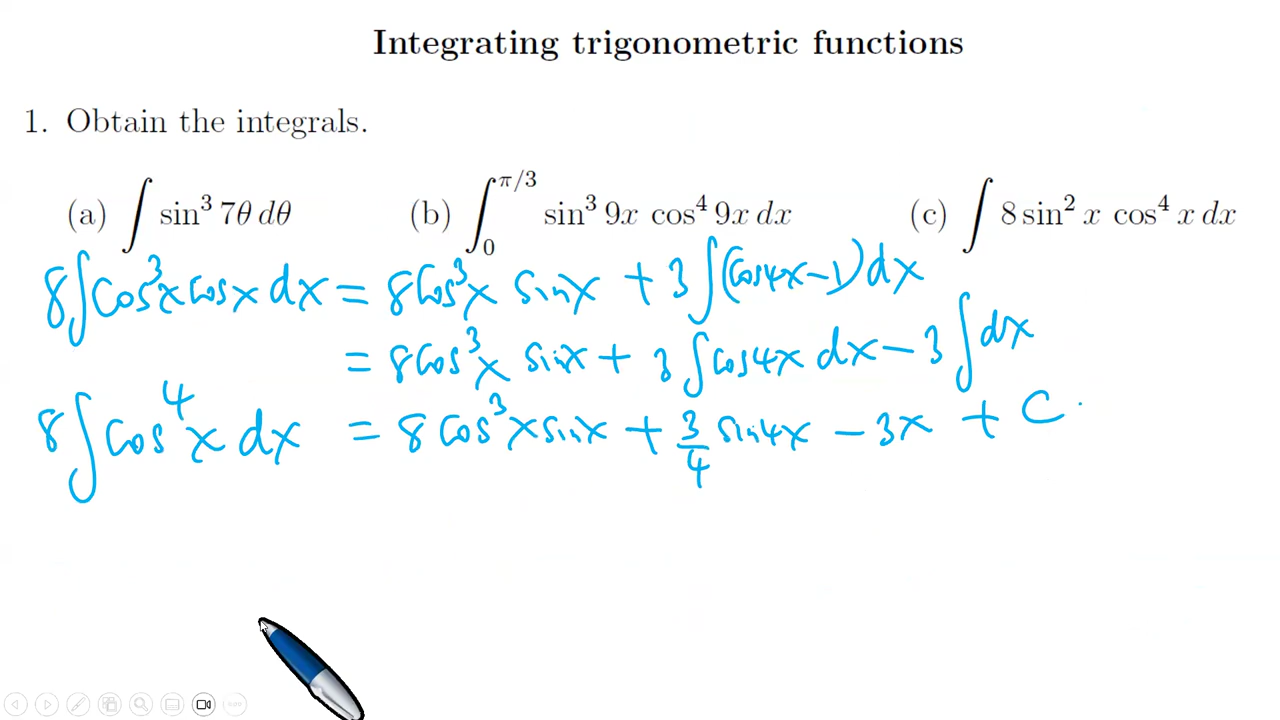 Integrating trigonometric functions
1. Obtain the integrals.
(a) ∫ sin³ 7θ dθ (b) ∫₀^{π/3} sin³ 9x cos⁴ 9x dx (c) ∫ 8 sin² x cos⁴ x dx
8∫cos³x cosx dx = 8cos³x sinx + 3∫(cos4x − 1)dx
= 8cos³x sinx + 3∫cos4x dx − 3∫dx
8∫cos⁴x dx = 8cos³x sinx + 3/4 sin4x − 3x + C.